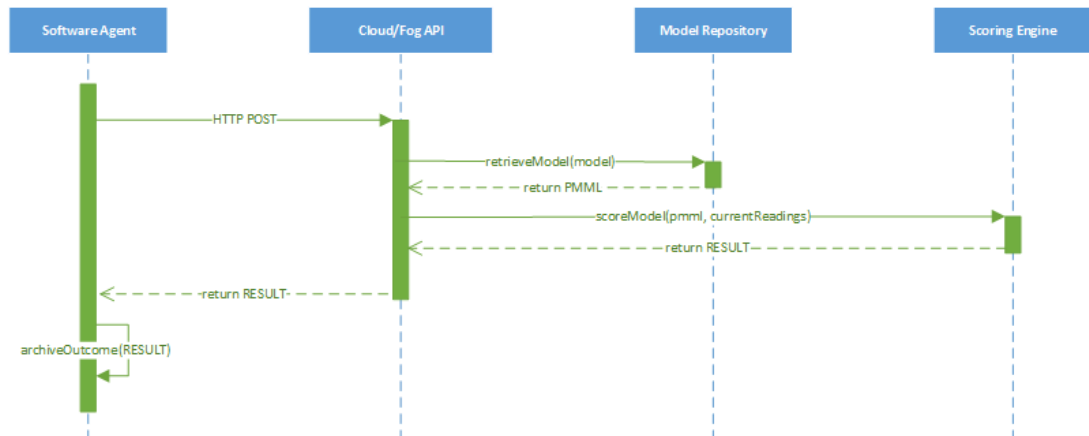 Software Agent
Cloud/Fog API
Model Repository
Scoring Engine
HTTP POST
retrieveModel(model)
return PMML
scoreModel(pmml, currentReadings)
return RESULT
return RESULT
archiveOutcome(RESULT)